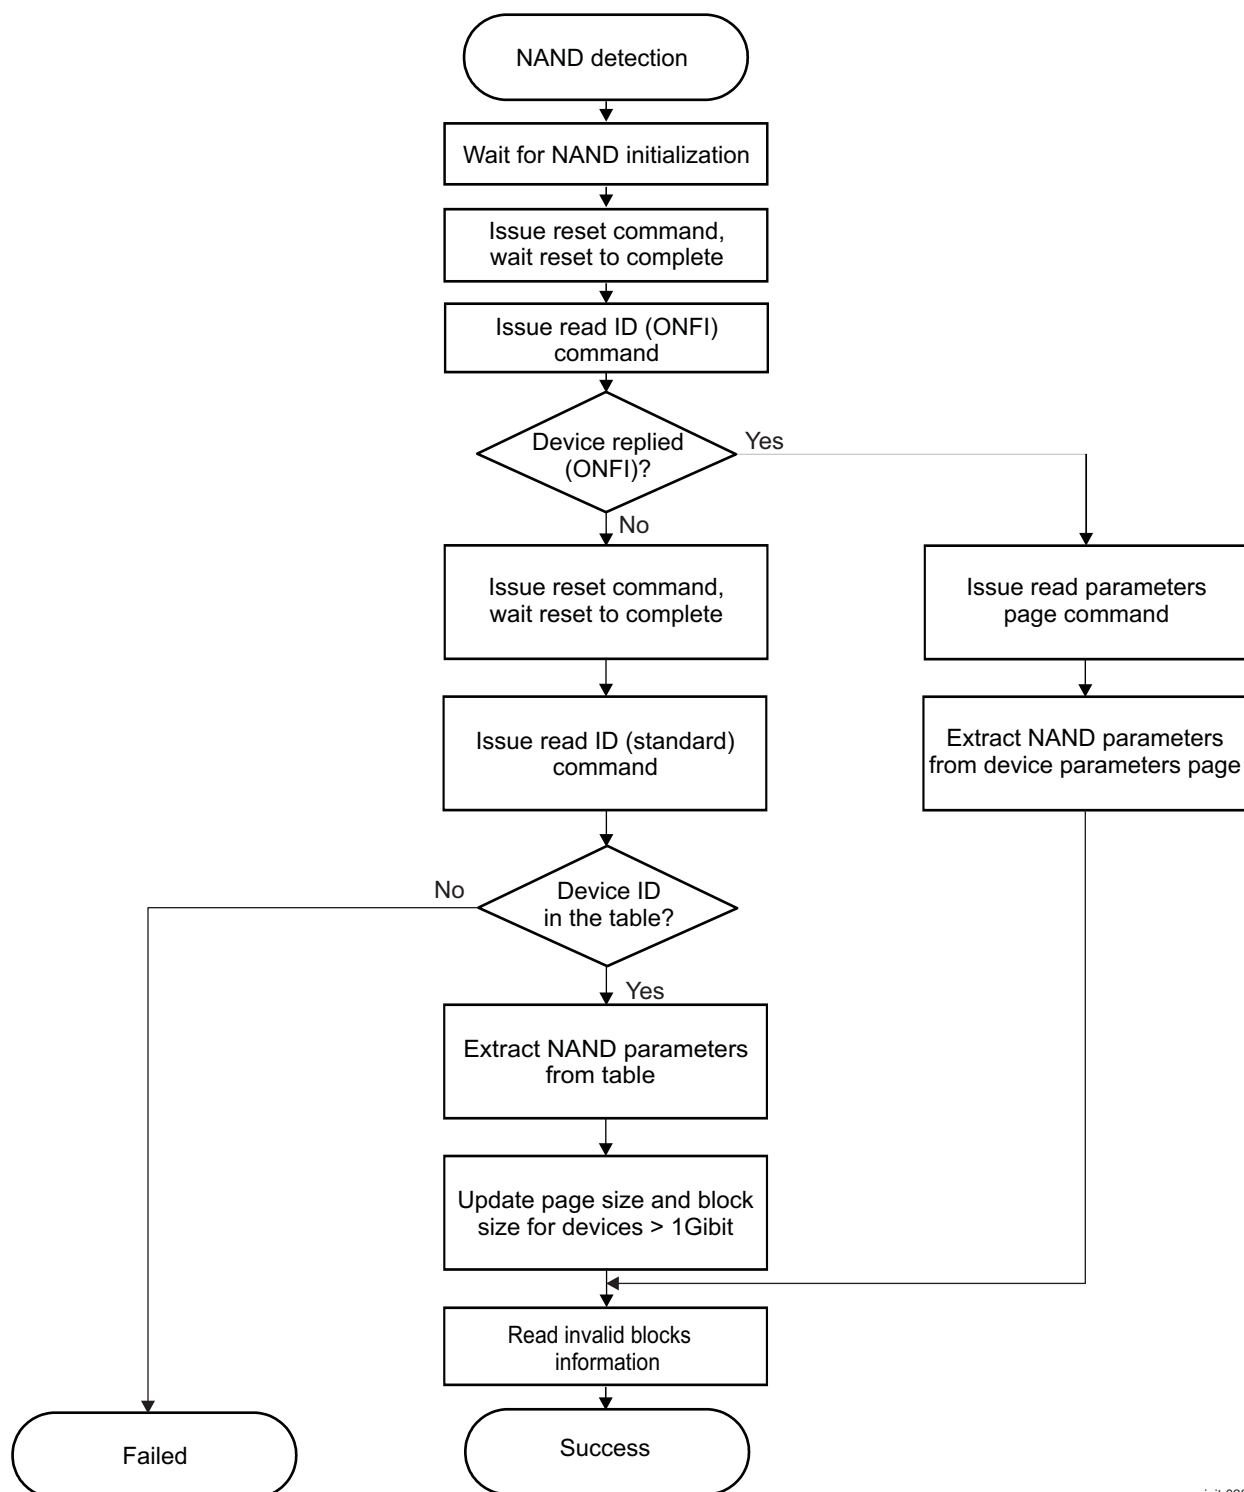 NAND detection
Wait for NAND initialization
Issue reset command,
wait reset to complete
Issue read ID (ONFI)
command
Device replied
(ONFI)?
Yes
No
Issue reset command,
wait reset to complete
Issue read parameters
page command
Issue read ID (standard)
command
Extract NAND parameters
from device parameters page
No
Device ID
in the table?
Yes
Extract NAND parameters
from table
Update page size and block
size for devices > 1Gibit
Read invalid blocks
information
Failed
Success